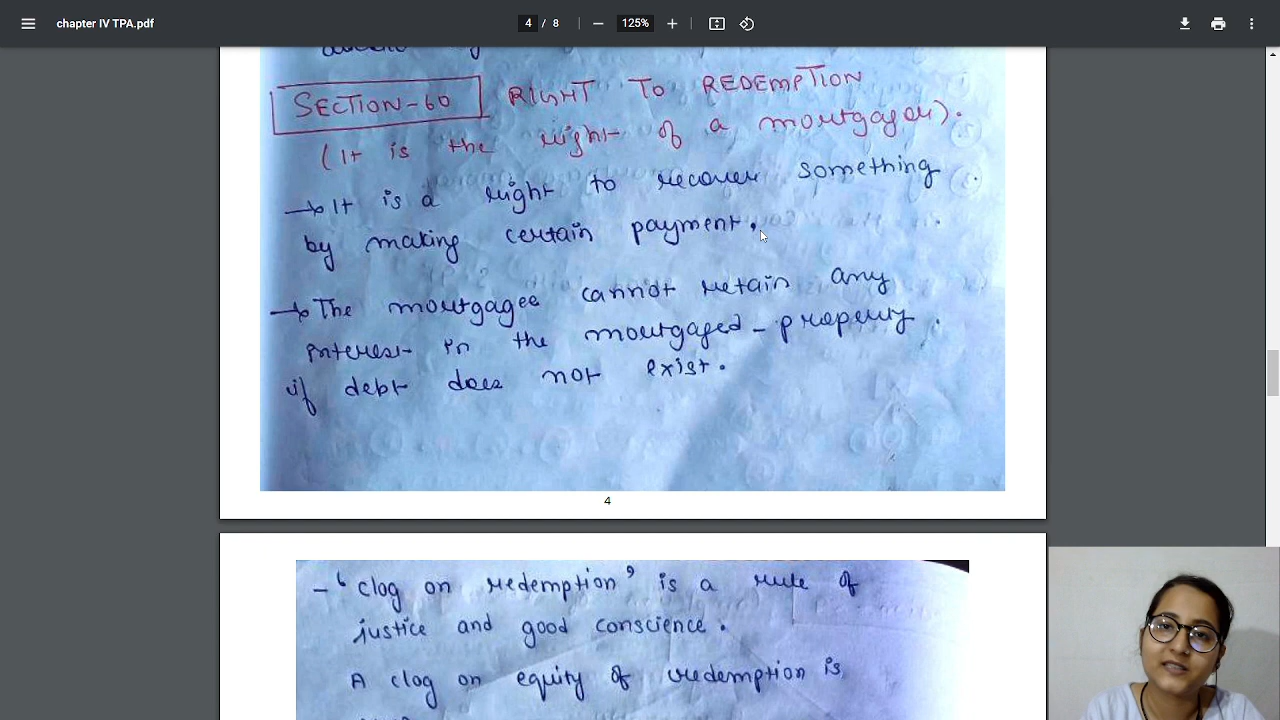 chapter IV TPA.pdf
4 / 8
125%
SECTION-60 RIGHT TO REDEMPTION
(It is the right of a mortgager).
→ It is a right to recover something
by making certain payment.
→ The mortgagee cannot retain any
interest in the mortgaged-property
if debt does not exist.
4
- 'clog on redemption' is a rule of
justice and good conscience.
A clog on equity of redemption is